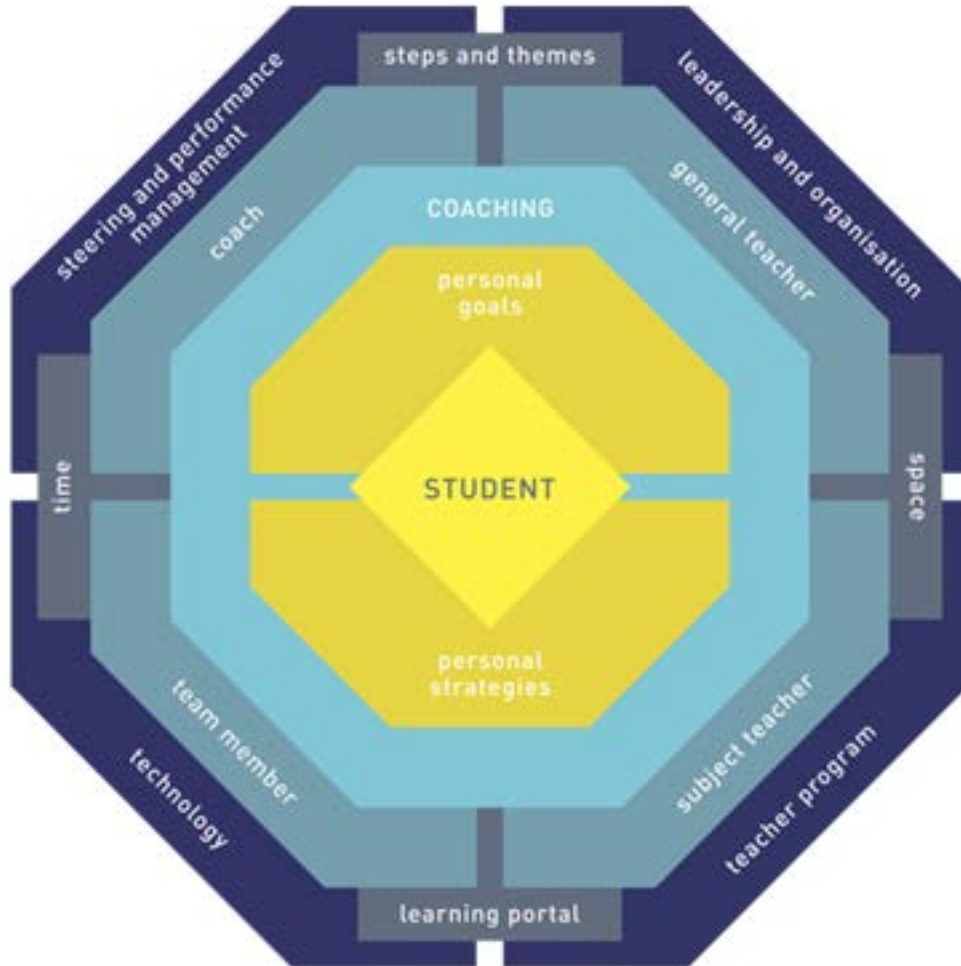 steps and themes
steering and performance
management
leadership and organisation
coach
general teacher
COACHING
personal
goals
time
STUDENT
space
personal
strategies
team member
subject teacher
technology
teacher program
learning portal